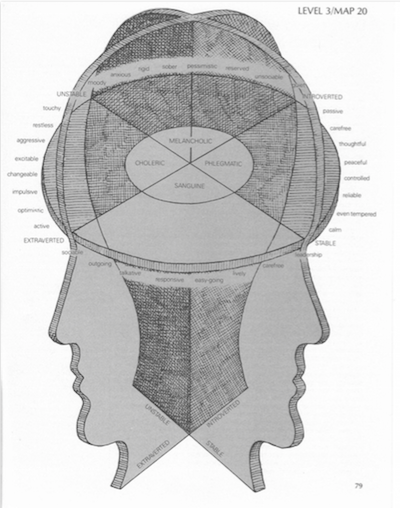 LEVEL 3/MAP 20
rigid
sober
pessimistic
reserved
anxious
unsociable
moody
UNSTABLE
INTROVERTED
touchy
passive
restless
carefree
aggressive
thoughtful
MELANCHOLIC
excitable
peaceful
CHOLERIC
PHLEGMATIC
changeable
controlled
SANGUINE
impulsive
reliable
optimistic
even-tempered
active
calm
EXTRAVERTED
STABLE
sociable
leadership
outgoing
carefree
talkative
lively
responsive
easy-going
UNSTABLE
INTROVERTED
EXTRAVERTED
STABLE
79